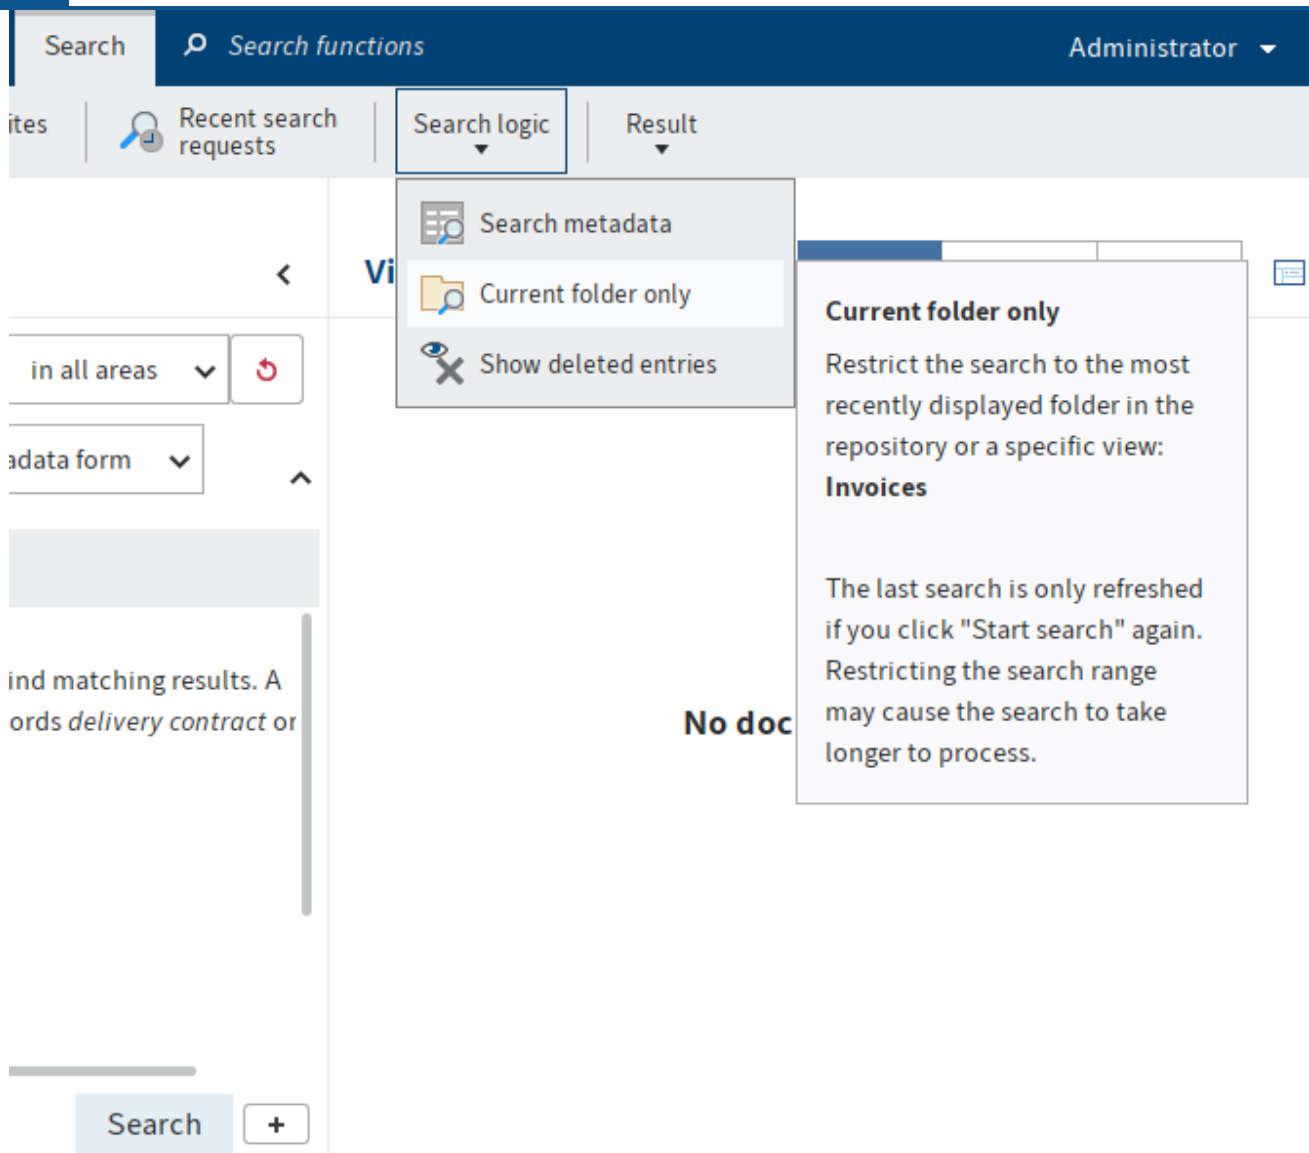 Search
Search functions
Administrator
ites
Recent search
requests
Search logic
Result
Search metadata
Vi
Current folder only
Show deleted entries
in all areas
adata form
Current folder only
Restrict the search to the most
recently displayed folder in the
repository or a specific view:
Invoices
The last search is only refreshed
if you click "Start search" again.
Restricting the search range
may cause the search to take
longer to process.
ind matching results. A
ords delivery contract or
No doc
Search
+